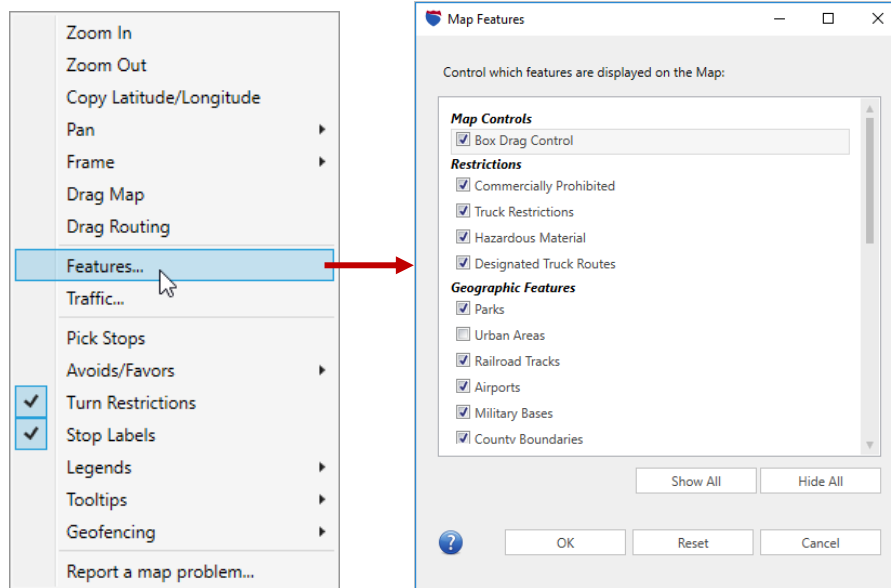 Zoom In
Zoom Out
Copy Latitude/Longitude
Pan
Frame
Drag Map
Drag Routing
Features...
Traffic...
Pick Stops
Avoids/Favors
Turn Restrictions
Stop Labels
Legends
Tooltips
Geofencing
Report a map problem...
Map Features
Control which features are displayed on the Map:
Map Controls
Box Drag Control
Restrictions
Commercially Prohibited
Truck Restrictions
Hazardous Material
Designated Truck Routes
Geographic Features
Parks
Urban Areas
Railroad Tracks
Airports
Military Bases
County Boundaries
Show All
Hide All
OK
Reset
Cancel